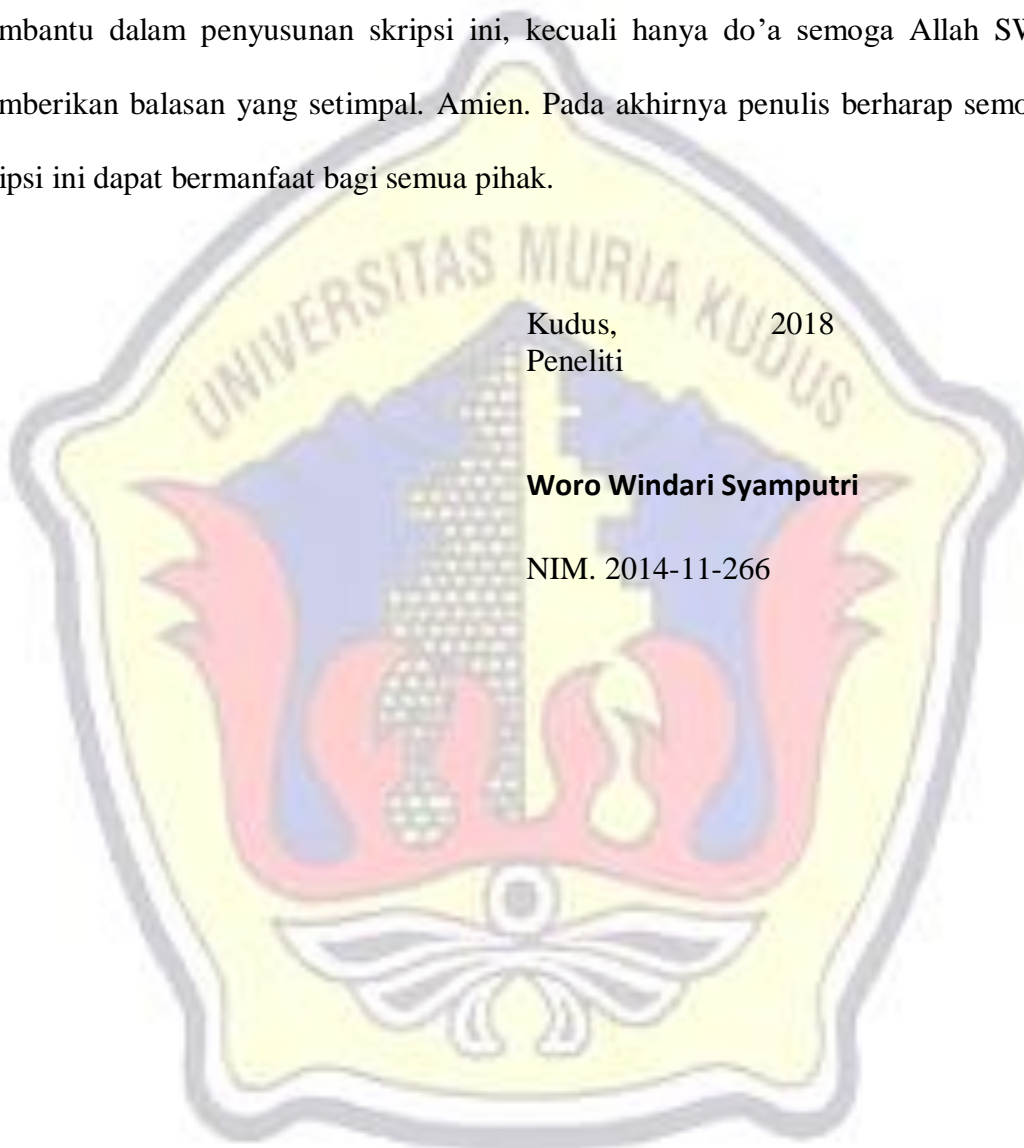 mbantu dalam penyusunan skripsi ini, kecuali hanya do’a semoga Allah SW
mberikan balasan yang setimpal. Amien. Pada akhirnya penulis berharap semo
ipsi ini dapat bermanfaat bagi semua pihak.
UNIVERSITAS MURIA KUDUS
Kudus, 2018
Peneliti
Woro Windari Syamputri
NIM. 2014-11-266